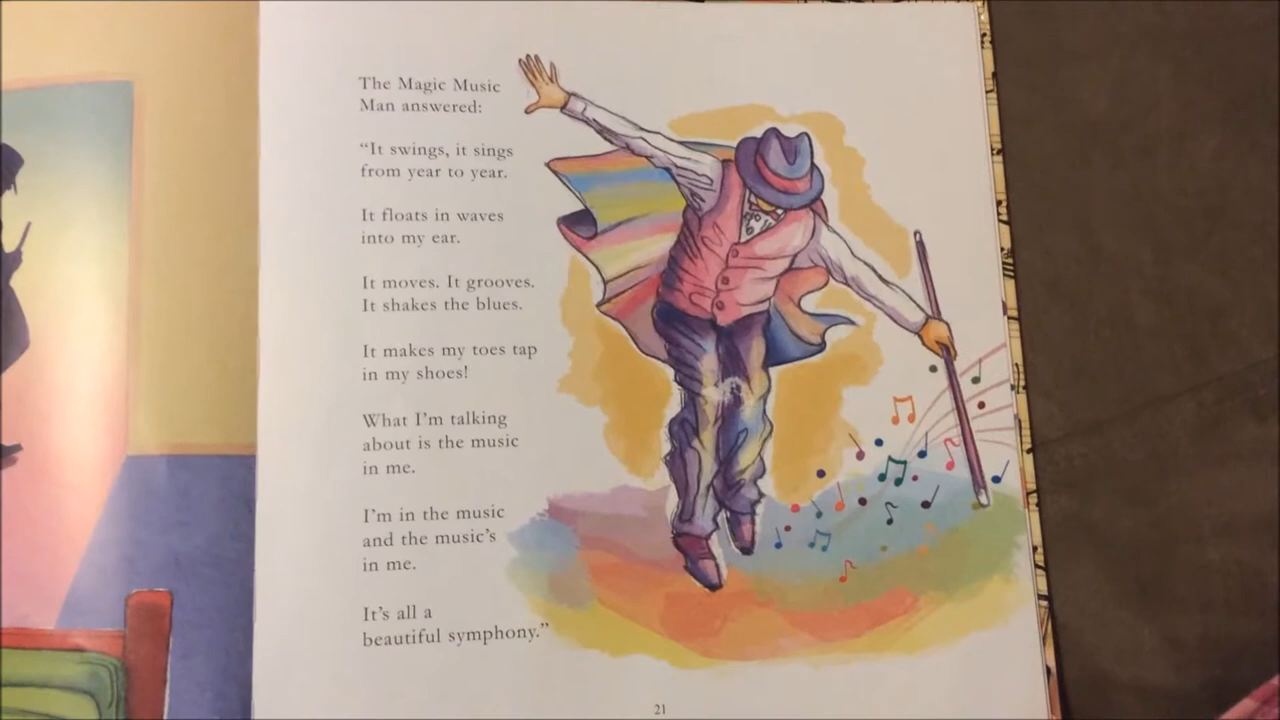 The Magic Music
Man answered:
“It swings, it sings
from year to year.
It floats in waves
into my ear.
It moves. It grooves.
It shakes the blues.
It makes my toes tap
in my shoes!
What I’m talking
about is the music
in me.
I’m in the music
and the music’s
in me.
It’s all a
beautiful symphony.”
21